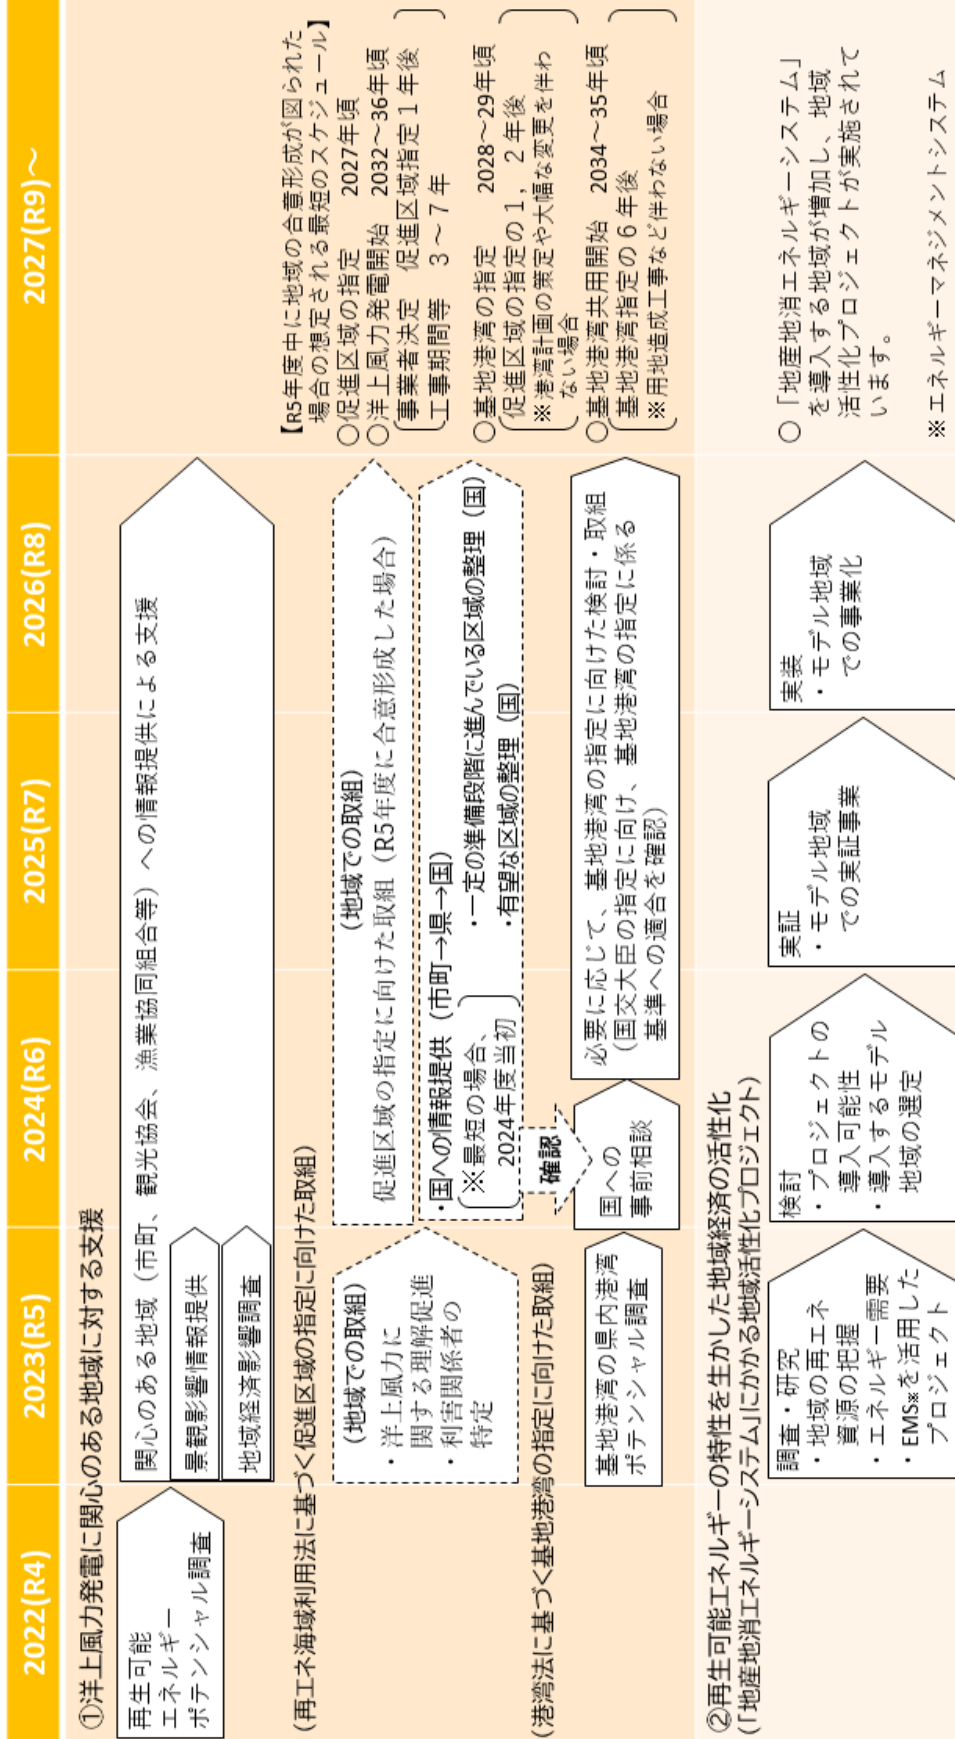 2022(R4)
2023(R5)
2024(R6)
2025(R7)
2026(R8)
2027(R9)～
①洋上風力発電に関心のある地域に対する支援
再生可能
エネルギー
ポテンシャル調査
関心のある地域（市町、観光協会、漁業協同組合等）への情報提供による支援
景観影響情報提供
地域経済影響調査
（再エネ海域利用法に基づく促進区域の指定に向けた取組）
（地域での取組）
・洋上風力に
関する理解促進
・利害関係者の
特定
（地域での取組）
促進区域の指定に向けた取組（R5年度に合意形成した場合）
・国への情報提供（市町→県→国）
※最短の場合、
2024年度当初
・一定の準備段階に進んでいる区域の整理（国）
・有望な区域の整理（国）
【R5年度中に地域の合意形成が図られた
場合の想定される最短のスケジュール】
○促進区域の指定　2027年頃
○洋上風力発電開始　2032～36年頃
事業者決定　促進区域指定１年後
工事期間等　３～７年
（港湾法に基づく基地港湾の指定に向けた取組）
基地港湾の県内港湾
ポテンシャル調査
確認
国への
事前相談
必要に応じて、基地港湾の指定に向けた検討・取組
（国交大臣の指定に向け、基地港湾の指定に係る
基準への適合を確認）
○基地港湾の指定　2028～29年頃
促進区域の指定の１，２年後
※港湾計画の策定や大幅な変更を伴わ
ない場合
○基地港湾共用開始　2034～35年頃
基地港湾指定の６年後
※用地造成工事など伴わない場合
②再生可能エネルギーの特性を生かした地域経済の活性化
（「地産地消エネルギーシステム」にかかる地域活性化プロジェクト）
調査・研究
・地域の再エネ
資源の把握
・エネルギー需要
・EMS※を活用した
プロジェクト
検討
・プロジェクトの
導入可能性
・導入するモデル
地域の選定
実証
・モデル地域
での実証事業
実装
・モデル地域
での事業化
○「地産地消エネルギーシステム」
を導入する地域が増加し、地域
活性化プロジェクトが実施されて
います。
※エネルギーマネジメントシステム